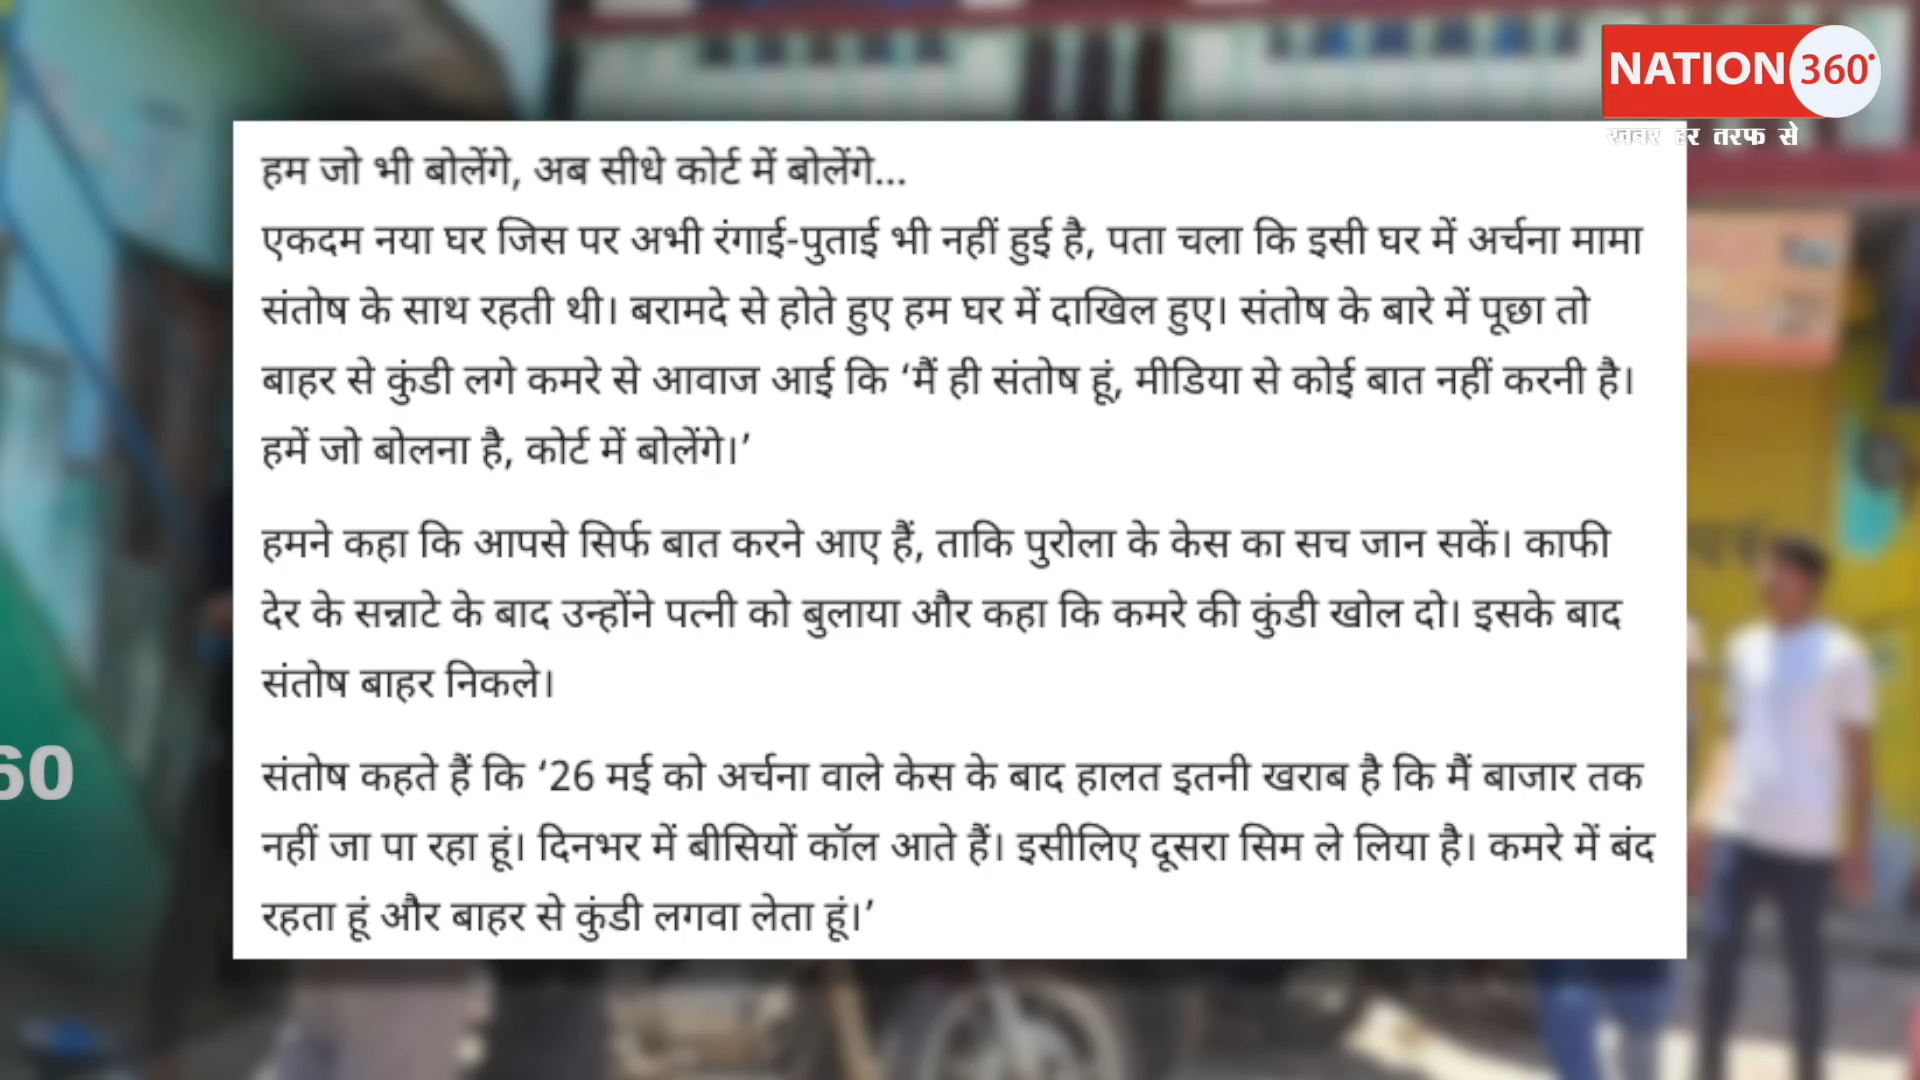 NATION 360°
खबर हर तरफ से
हम जो भी बोलेंगे, अब सीधे कोर्ट में बोलेंगे...
एकदम नया घर जिस पर अभी रंगाई-पुताई भी नहीं हुई है, पता चला कि इसी घर में अर्चना मामा
संतोष के साथ रहती थी। बरामदे से होते हुए हम घर में दाखिल हुए। संतोष के बारे में पूछा तो
बाहर से कुंडी लगे कमरे से आवाज आई कि ‘मैं ही संतोष हूं, मीडिया से कोई बात नहीं करनी है।
हमें जो बोलना है, कोर्ट में बोलेंगे।’
हमने कहा कि आपसे सिर्फ बात करने आए हैं, ताकि पुरोला के केस का सच जान सकें। काफी
देर के सन्नाटे के बाद उन्होंने पत्नी को बुलाया और कहा कि कमरे की कुंडी खोल दो। इसके बाद
संतोष बाहर निकले।
संतोष कहते हैं कि ‘26 मई को अर्चना वाले केस के बाद हालत इतनी खराब है कि मैं बाजार तक
नहीं जा पा रहा हूं। दिनभर में बीसियों कॉल आते हैं। इसीलिए दूसरा सिम ले लिया है। कमरे में बंद
रहता हूं और बाहर से कुंडी लगवा लेता हूं।’
60